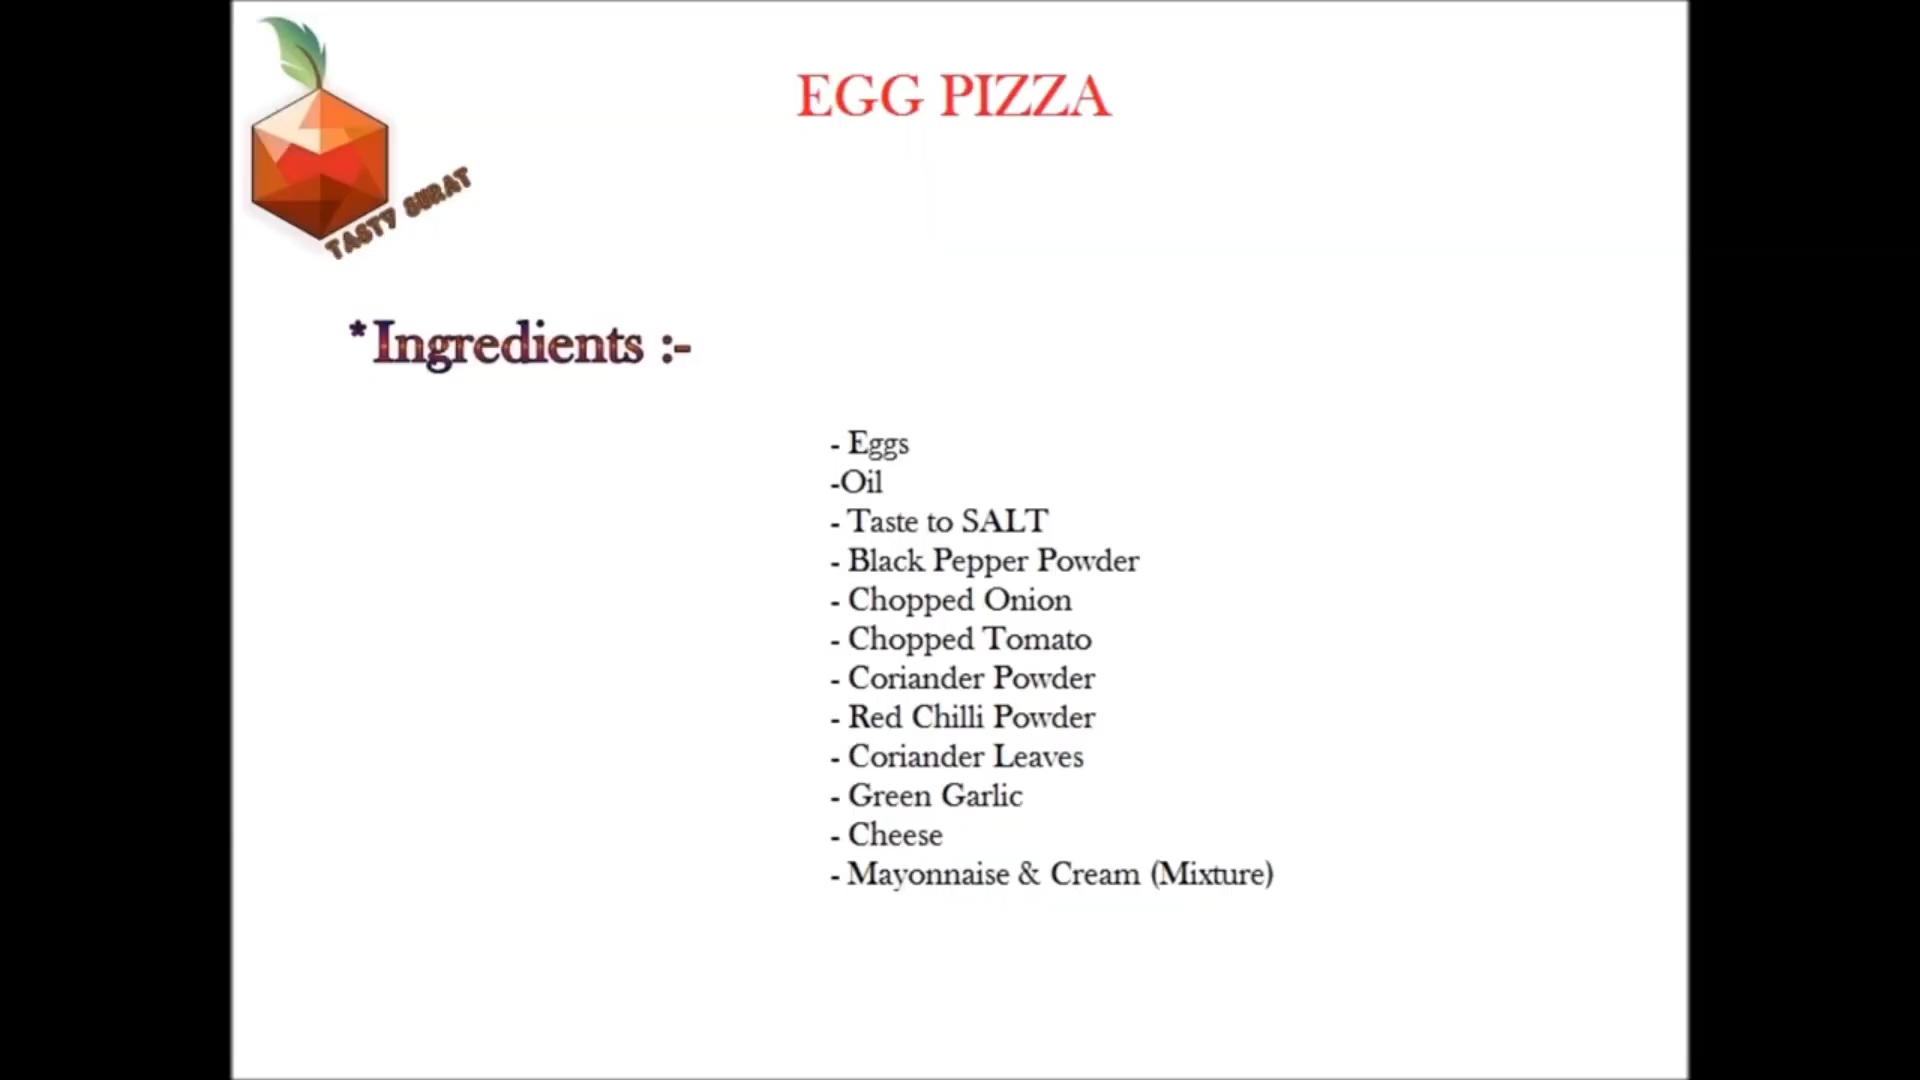 EGG PIZZA
TASTY SURAT
*Ingredients :-
- Eggs
-Oil
- Taste to SALT
- Black Pepper Powder
- Chopped Onion
- Chopped Tomato
- Coriander Powder
- Red Chilli Powder
- Coriander Leaves
- Green Garlic
- Cheese
- Mayonnaise & Cream (Mixture)